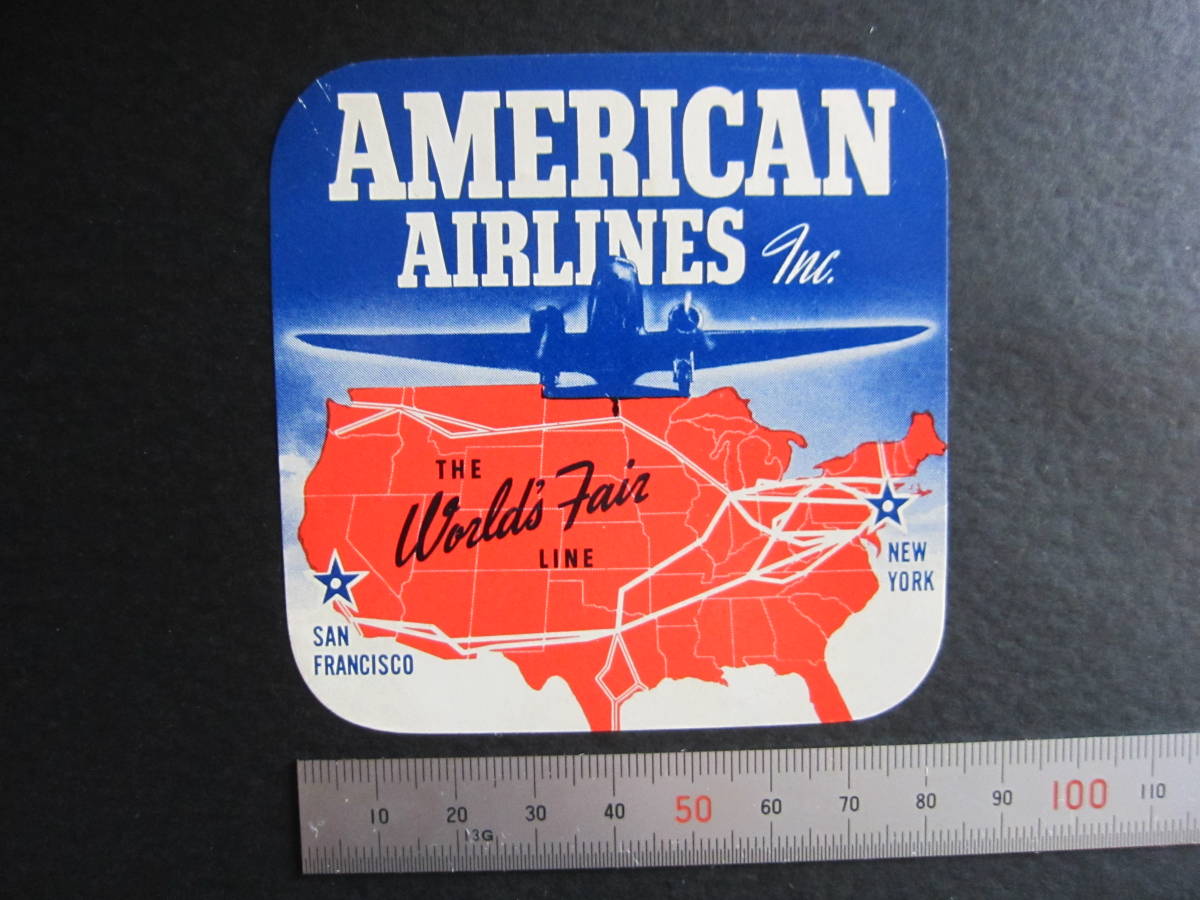 AMERICAN
AIRLINES Inc.
THE
World's Fair
LINE
NEW
YORK
SAN
FRANCISCO
10 20 30 40 50 60 70 80 90 100 110
13G